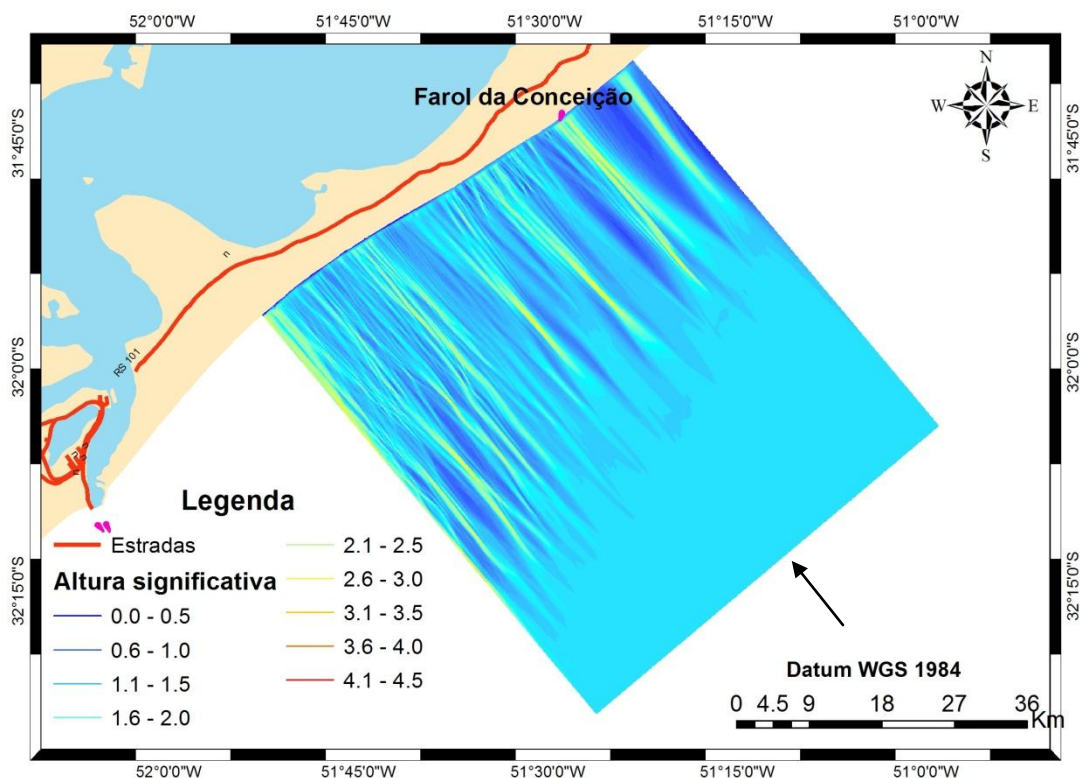 52°0'0"W 51°45'0"W 51°30'0"W 51°15'0"W 51°0'0"W
N
W E
S
Farol da Conceição
31°45'0"S
31°45'0"S
n
RS 101
32°0'0"S
32°0'0"S
Legenda
Estradas
Altura significativa
0.0 - 0.5
0.6 - 1.0
1.1 - 1.5
1.6 - 2.0
2.1 - 2.5
2.6 - 3.0
3.1 - 3.5
3.6 - 4.0
4.1 - 4.5
32°15'0"S
32°15'0"S
Datum WGS 1984
0 4.5 9 18 27 36
Km
52°0'0"W 51°45'0"W 51°30'0"W 51°15'0"W 51°0'0"W